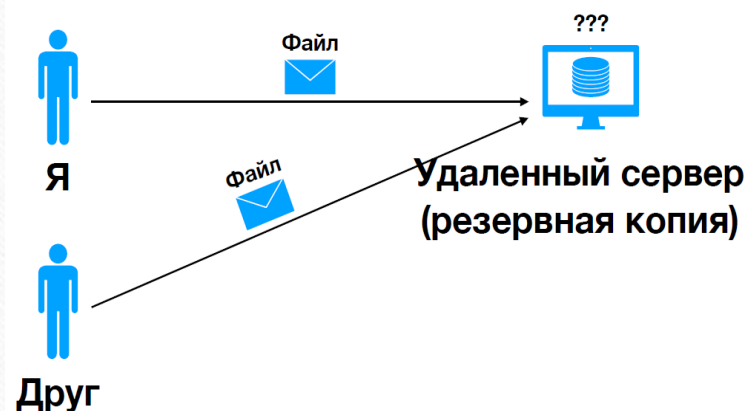 ???
Файл
Я
Файл
Удаленный сервер
(резервная копия)
Друг